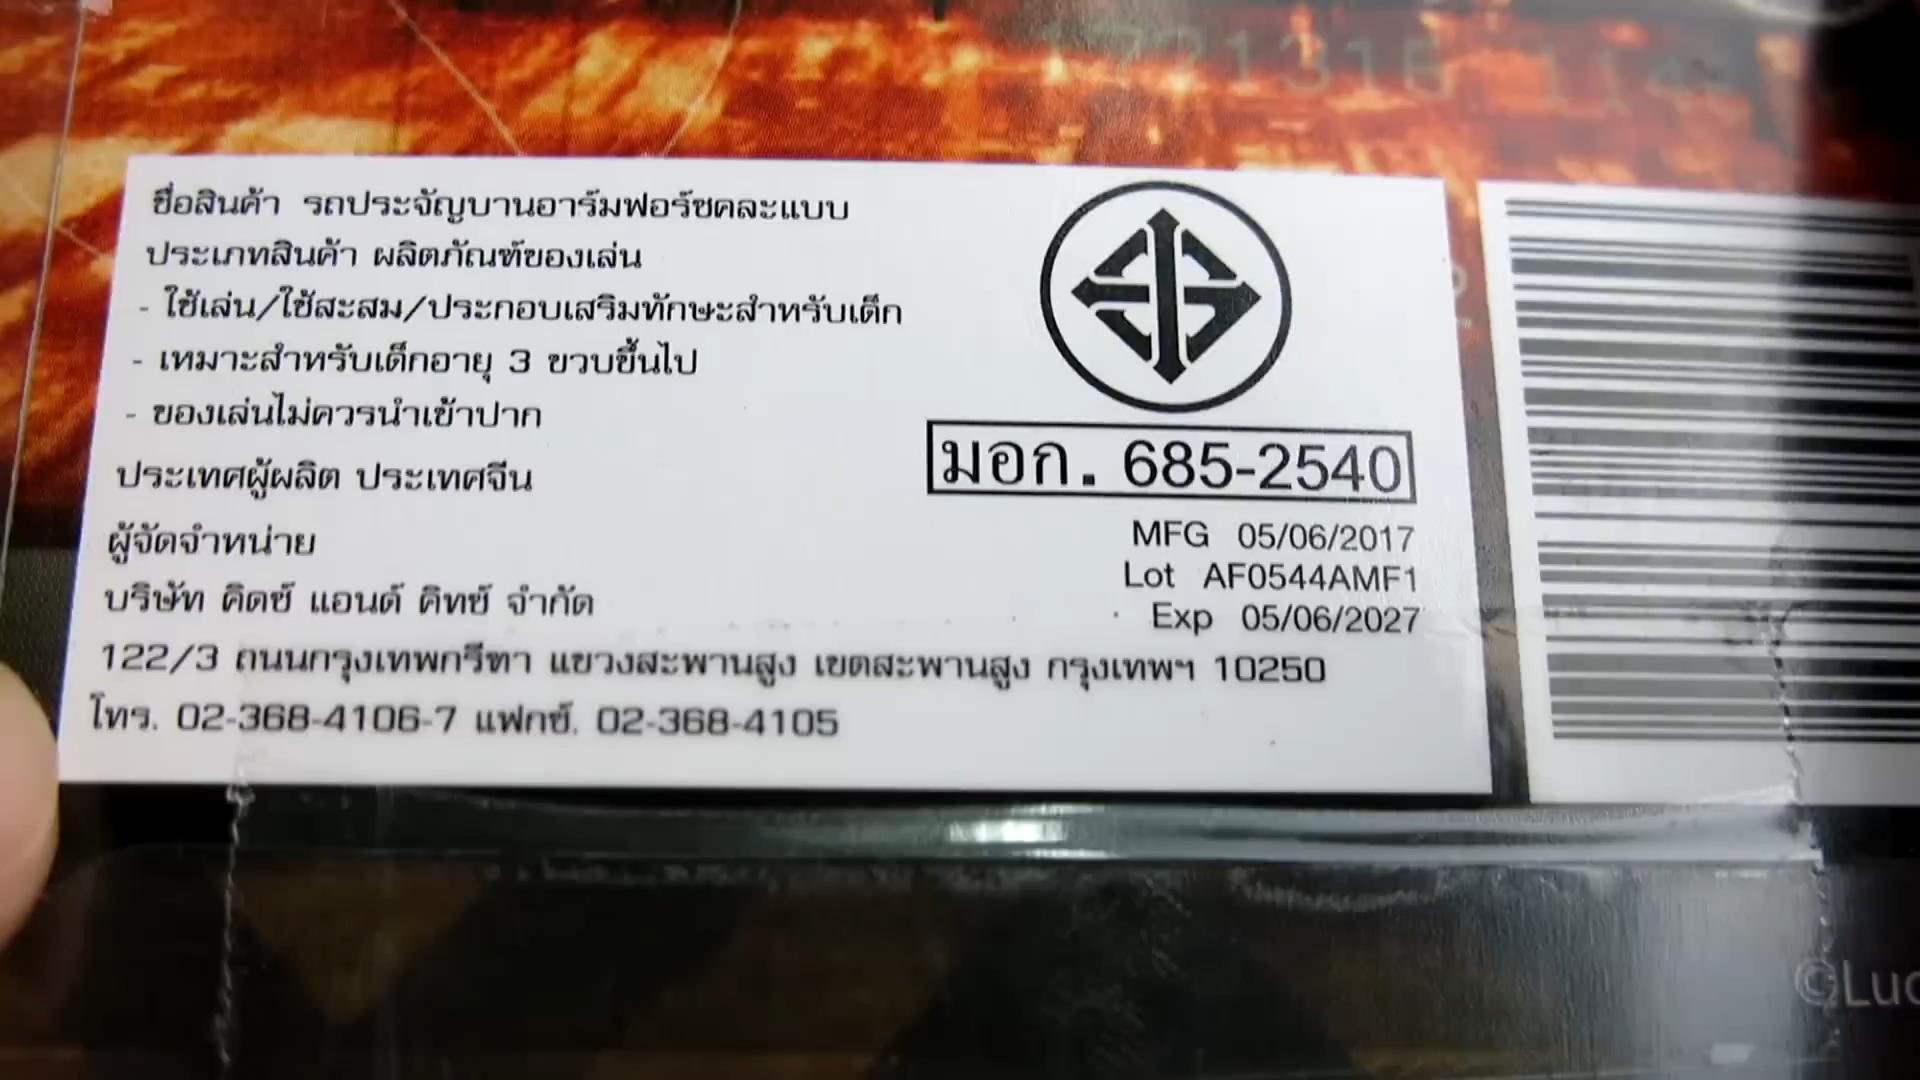 ชื่อสินค้า รถประจัญบานอาร์มฟอร์ซคละแบบ
ประเภทสินค้า ผลิตภัณฑ์ของเล่น
- ใช้เล่น/ใช้สะสม/ประกอบเสริมทักษะสำหรับเด็ก
- เหมาะสำหรับเด็กอายุ 3 ขวบขึ้นไป
- ของเล่นไม่ควรนำเข้าปาก
ประเทศผู้ผลิต ประเทศจีน
ผู้จัดจำหน่าย
บริษัท คิดซ์ แอนด์ คิทซ์ จำกัด
122/3 ถนนกรุงเทพกรีฑา แขวงสะพานสูง เขตสะพานสูง กรุงเทพฯ 10250
โทร. 02-368-4106-7 แฟกซ์. 02-368-4105
มอก. 685-2540
MFG 05/06/2017
Lot AF0544AMF1
Exp 05/06/2027